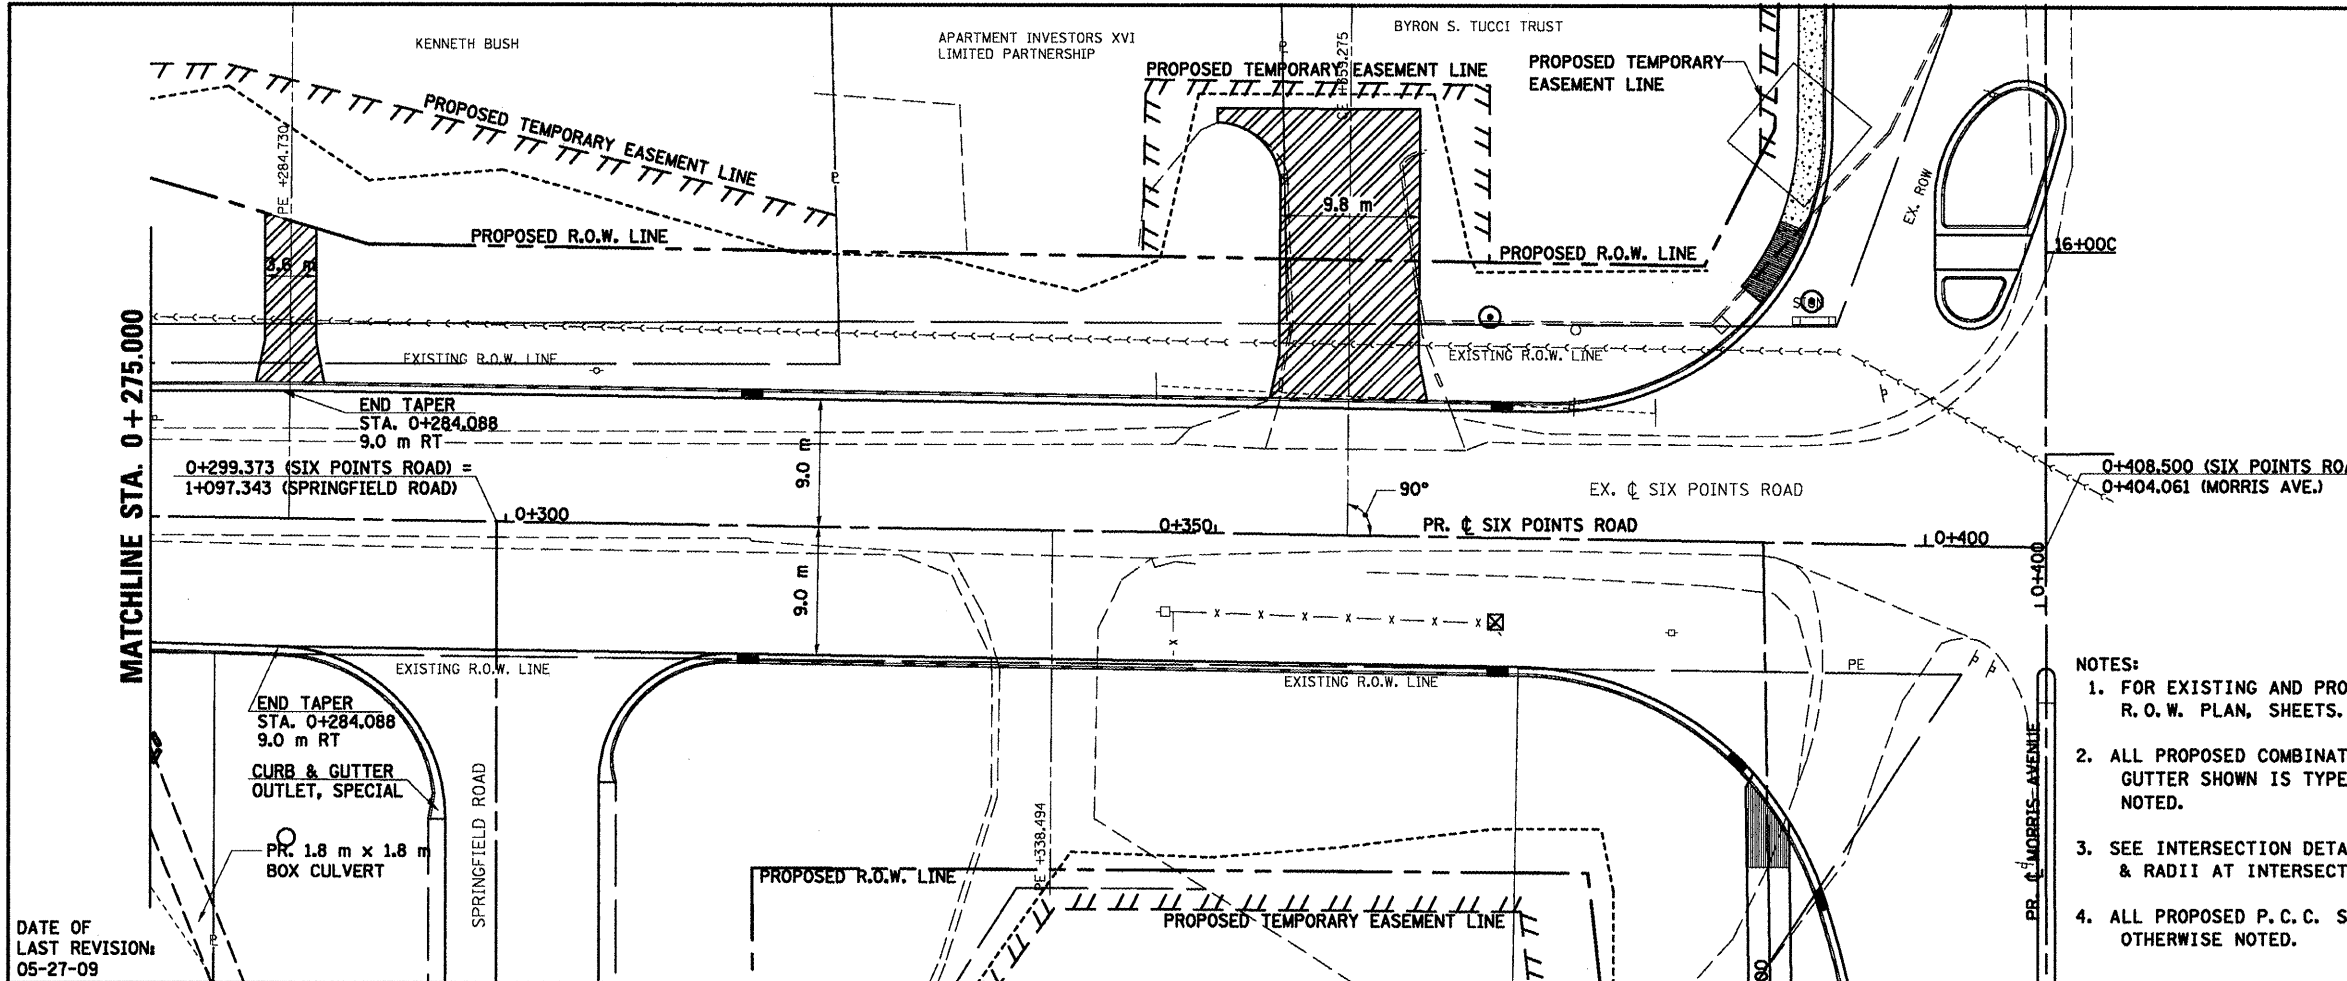 KENNETH BUSH
APARTMENT INVESTORS XVI
LIMITED PARTNERSHIP
BYRON S. TUCCI TRUST
PROPOSED TEMPORARY EASEMENT LINE
PROPOSED TEMPORARY EASEMENT LINE
PROPOSED TEMPORARY
EASEMENT LINE
PE +284.730
+359.275
EX. ROW
9.8 m
3.6 m
PROPOSED R.O.W. LINE
PROPOSED R.O.W. LINE
16+00C
SIGN
EXISTING R.O.W. LINE
EXISTING R.O.W. LINE
MATCHLINE STA. 0+275.000
END TAPER
STA. 0+284.088
9.0 m RT
9.0 m
0+299.373 (SIX POINTS ROAD) =
1+097.343 (SPRINGFIELD ROAD)
90°
EX. ℄ SIX POINTS ROAD
0+408.500 (SIX POINTS ROA
0+404.061 (MORRIS AVE.)
0+300
0+350
PR. ℄ SIX POINTS ROAD
0+400
0+400
9.0 m
EXISTING R.O.W. LINE
EXISTING R.O.W. LINE
PE
END TAPER
STA. 0+284.088
9.0 m RT
CURB & GUTTER
OUTLET, SPECIAL
SPRINGFIELD ROAD
PR. 1.8 m x 1.8 m
BOX CULVERT
PE +338.494
PROPOSED R.O.W. LINE
PROPOSED TEMPORARY EASEMENT LINE
PR. ℄ MORRIS AVENUE
NOTES:
1. FOR EXISTING AND PRO
R.O.W. PLAN, SHEETS.
2. ALL PROPOSED COMBINAT
GUTTER SHOWN IS TYPE
NOTED.
3. SEE INTERSECTION DETA
& RADII AT INTERSECT
4. ALL PROPOSED P.C.C. S
OTHERWISE NOTED.
DATE OF
LAST REVISION:
05-27-09